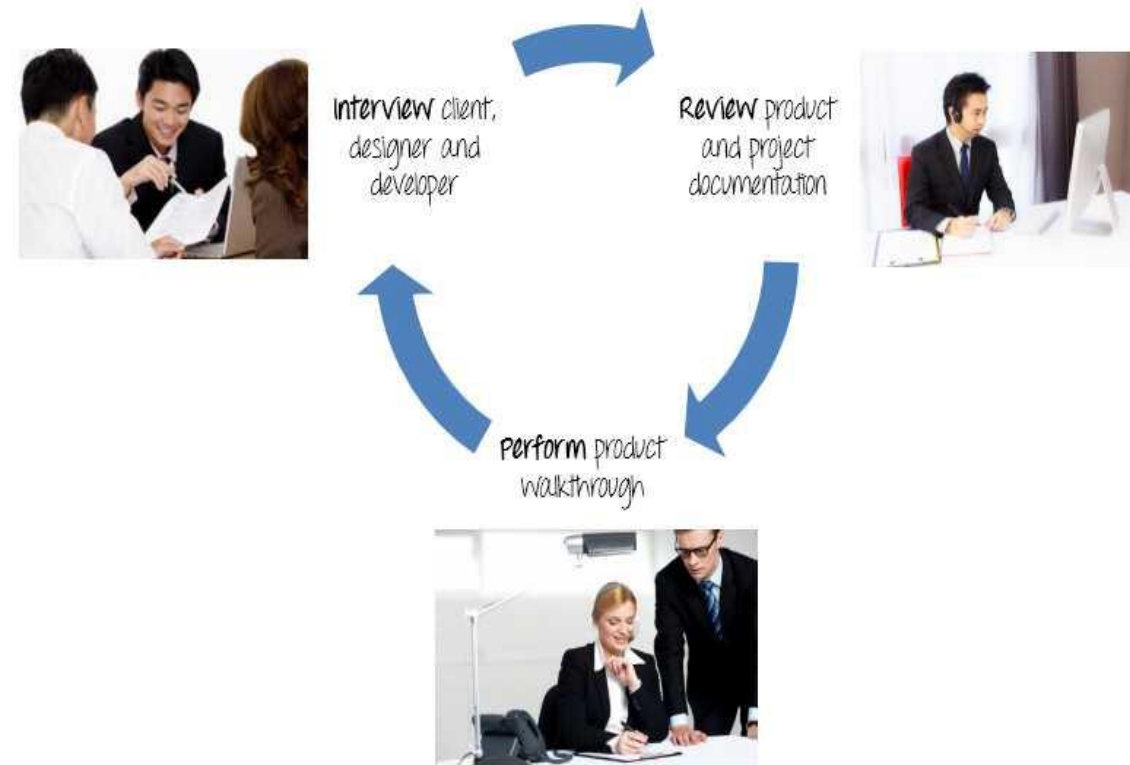 Interview client,
designer and
developer
Review product
and project
documentation
Perform product
walkthrough